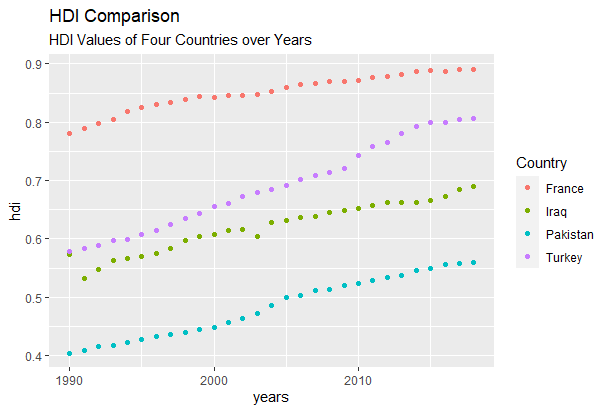 HDI Comparison
HDI Values of Four Countries over Years
0.9
0.8
0.7
0.6
0.5
0.4
hdi
1990
2000
2010
years
Country
France
Iraq
Pakistan
Turkey